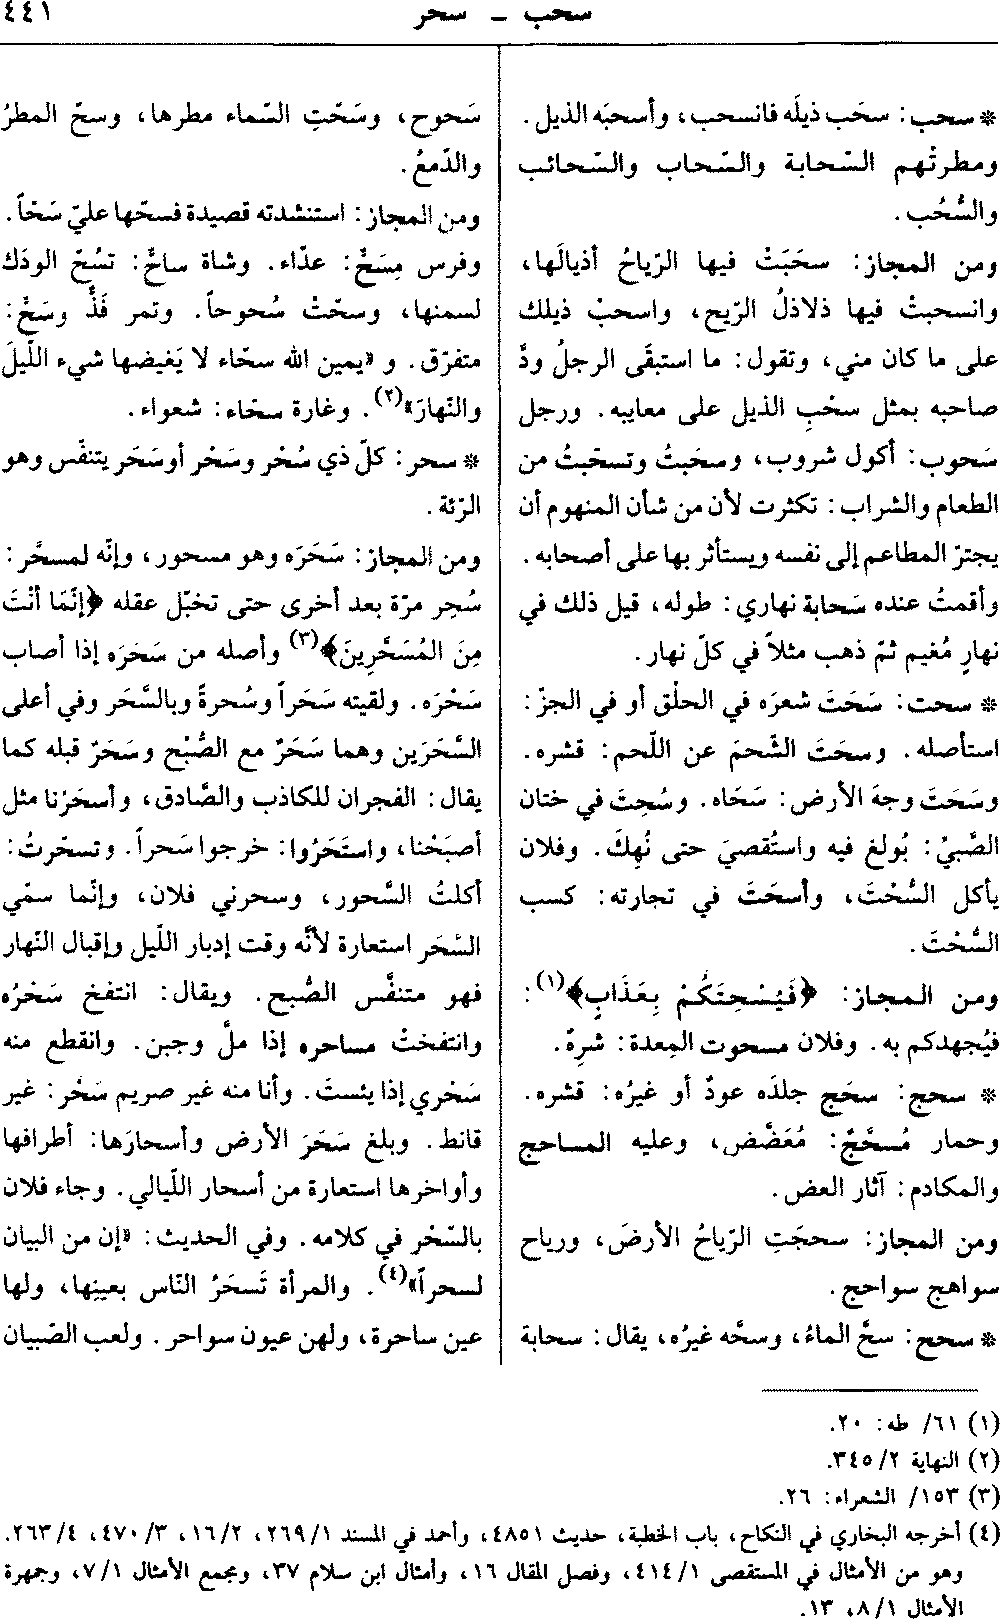 سحب ـ سحر
٤٤١
* سحب: سحَب ذيلَه فانسحب، وأسحبَه الذيل.
ومطرتْهم السّحابة والسّحاب والسّحائب
والسُّحُب.
ومن المجاز: سحَبَتْ فيها الرّياحُ أذيالَها،
وانسحبتْ فيها ذلاذلُ الرّيح، واسحبْ ذيلك
على ما كان مني، وتقول: ما استبقَى الرجلُ ودَّ
صاحبه بمثل سحْبِ الذيل على معايبه. ورجل
سَحوب: أكول شروب، وسحَبتُ وتسحّبتُ من
الطعام والشراب: تكثرت لأن من شأن المنهوم أن
يجترّ المطاعم إلى نفسه ويستأثر بها على أصحابه.
وأقمتُ عنده سَحابة نهاري: طوله، قيل ذلك في
نهارٍ مُغيم ثمّ ذهب مثلاً في كلّ نهار.
* سحت: سَحَتَ شعرَه في الحلْق أو في الجزّ:
استأصله. وسحَتَ الشّحمَ عن اللّحم: قشره.
وسَحَتَ وجهَ الأرض: سَحَاه. وسُحِتَ في ختان
الصَّبيّ: بُولغ فيه واستُقصيَ حتى نُهِكَ. وفلان
يأكل السُّحْتَ، وأسحَتَ في تجارته: كسب
السُّحْتَ.
ومن المجاز: ﴿فَيُسْحِتَكُمْ بِعَذَابٍ﴾(١):
فيُجهدكم به. وفلان مسحوت المِعدة: شرِهٌ.
* سحج: سحَج جلدَه عودٌ أو غيرُه: قشره.
وحمار مُسحَّجٌ: مُعَضَّض، وعليه المساحج
والمكادم: آثار العض.
ومن المجاز: سحجَتِ الرّياحُ الأرضَ، ورياح
سواهج سواحج.
* سحح: سحَّ الماءُ، وسحَّه غيرُه، يقال: سحابة
سَحوح، وسَحّتِ السّماء مطرها، وسحّ المطرُ
والدّمعُ.
ومن المجاز: استنشدته قصيدة فسحّها عليّ سَحّاً.
وفرس مِسَحٌّ: عدّاء. وشاة ساحٌّ: تسُحّ الودَك
لسمنها، وسحّتْ سُحوحاً. وتمر فَذٌّ وسَحٌّ:
متفرّق. و «يمين الله سحّاء لا يَغيضها شيء اللّيلَ
والنّهارَ»(٢). وغارة سحّاء: شعواء.
* سحر: كلّ ذي سُحْر وسَحْر أوسَحَر يتنفّس وهو
الرّئة.
ومن المجاز: سَحَرَه وهو مسحور، وإنّه لمسحَّر:
سُحِر مرّة بعد أخرى حتى تخبّل عقله ﴿إنّمَا أنْتَ
مِنَ المُسَحَّرِينَ﴾(٣) وأصله من سَحَرَه إذا أصاب
سَحْرَه. ولقيته سَحَراً وسُحرةً وبالسَّحَر وفي أعلى
السَّحَرَين وهما سَحَرٌ مع الصُّبْح وسَحَرٌ قبله كما
يقال: الفجران للكاذب والصّادق، وأسحَرْنا مثل
أصبَحْنا، واستَحَرُوا: خرجوا سَحراً. وتسحّرتُ:
أكلتُ السَّحور، وسحرني فلان، وإنّما سمّي
السَّحَر استعارة لأنّه وقت إدبار اللّيل وإقبال النّهار
فهو متنفَّس الصُّبح. ويقال: انتفخ سَحْرُه
وانتفختْ مساحره إذا ملَّ وجبن. وانقطع منه
سَحْري إذا يئستَ. وأنا منه غير صريم سَحْر: غير
قانط. وبلغ سَحَرَ الأرض وأسحارَها: أطرافها
وأواخرها استعارة من أسحار اللّيالي. وجاء فلان
بالسّحْرِ في كلامه. وفي الحديث: «إن من البيان
لسحراً»(٤). والمرأة تَسحَرُ النّاس بعينِها، ولها
عين ساحرة، ولهن عيون سواحر. ولعب الصّبيان
(١) ٦١/ طه: ٢٠.
(٢) النهاية ٣٤٥/٢.
(٣) ١٥٣/ الشعراء: ٢٦.
(٤) أخرجه البخاري في النكاح، باب الخطبة، حديث ٤٨٥١، وأحمد في المسند ٢٦٩/١، ١٦/٢، ٤٧٠/٣، ٢٦٣/٤.
وهو من الأمثال في المستقصى ٤١٤/١، وفصل المقال ١٦، وأمثال ابن سلام ٣٧، ومجمع الأمثال ٧/١، وجمهرة
الأمثال ٨/١، ١٣.